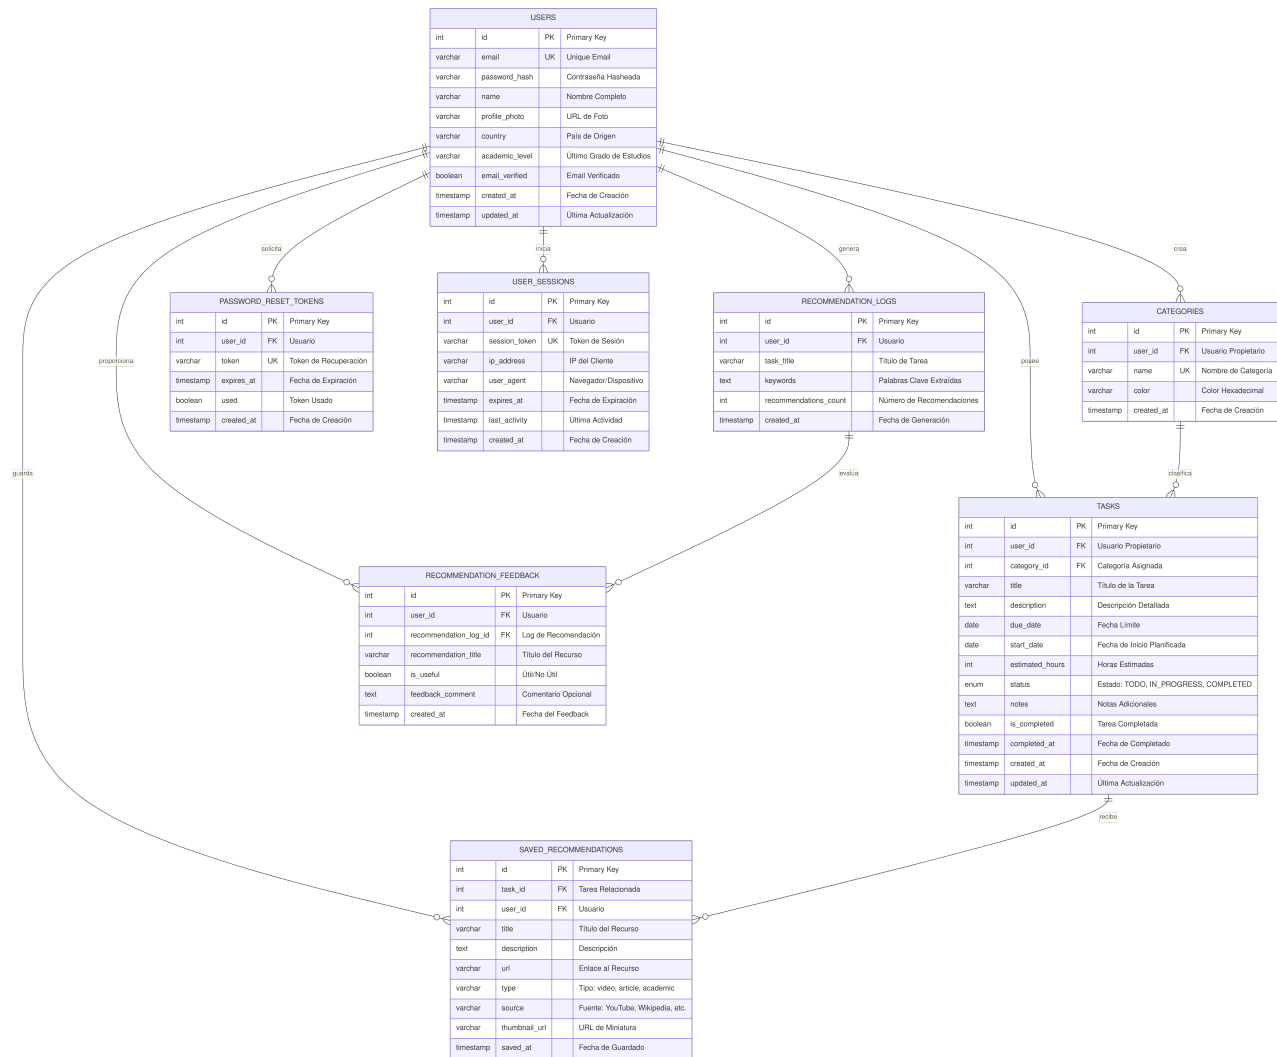 USERS
int id PK Primary Key
varchar email UK Unique Email
varchar password_hash Contraseña Hasheada
varchar name Nombre Completo
varchar profile_photo URL de Foto
varchar country País de Origen
varchar academic_level Último Grado de Estudios
boolean email_verified Email Verificado
timestamp created_at Fecha de Creación
timestamp updated_at Última Actualización
solicita
inicia
genera
crea
PASSWORD_RESET_TOKENS
int id PK Primary Key
int user_id FK Usuario
varchar token UK Token de Recuperación
timestamp expires_at Fecha de Expiración
boolean used Token Usado
timestamp created_at Fecha de Creación
USER_SESSIONS
int id PK Primary Key
int user_id FK Usuario
varchar session_token UK Token de Sesión
varchar ip_address IP del Cliente
varchar user_agent Navegador/Dispositivo
timestamp expires_at Fecha de Expiración
timestamp last_activity Última Actividad
timestamp created_at Fecha de Creación
RECOMMENDATION_LOGS
int id PK Primary Key
int user_id FK Usuario
varchar task_title Título de Tarea
text keywords Palabras Clave Extraídas
int recommendations_count Número de Recomendaciones
timestamp created_at Fecha de Generación
CATEGORIES
int id PK Primary Key
int user_id FK Usuario Propietario
varchar name UK Nombre de Categoría
varchar color Color Hexadecimal
timestamp created_at Fecha de Creación
proporciona
posee
guarda
evalúa
clasifica
TASKS
int id PK Primary Key
int user_id FK Usuario Propietario
int category_id FK Categoría Asignada
varchar title Título de la Tarea
text description Descripción Detallada
date due_date Fecha Límite
date start_date Fecha de Inicio Planificada
int estimated_hours Horas Estimadas
enum status Estado: TODO, IN_PROGRESS, COMPLETED
text notes Notas Adicionales
boolean is_completed Tarea Completada
timestamp completed_at Fecha de Completado
timestamp created_at Fecha de Creación
timestamp updated_at Última Actualización
RECOMMENDATION_FEEDBACK
int id PK Primary Key
int user_id FK Usuario
int recommendation_log_id FK Log de Recomendación
varchar recommendation_title Título del Recurso
boolean is_useful Útil/No Útil
text feedback_comment Comentario Opcional
timestamp created_at Fecha del Feedback
recibe
SAVED_RECOMMENDATIONS
int id PK Primary Key
int task_id FK Tarea Relacionada
int user_id FK Usuario
varchar title Título del Recurso
text description Descripción
varchar url Enlace al Recurso
varchar type Tipo: video, article, academic
varchar source Fuente: YouTube, Wikipedia, etc.
varchar thumbnail_url URL de Miniatura
timestamp saved_at Fecha de Guardado